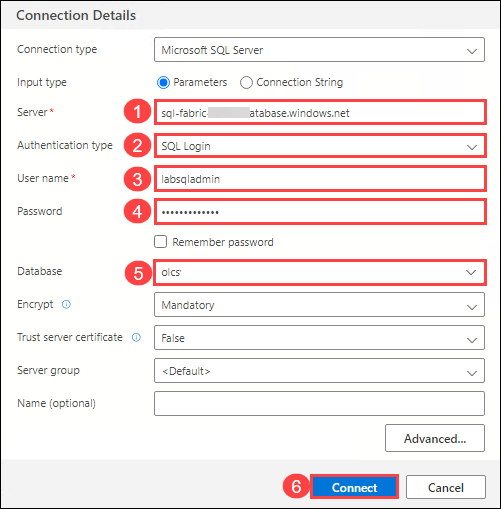 Connection Details
Connection type Microsoft SQL Server
Input type Parameters Connection String
1 Server * sql-fabric- atabase.windows.net
2 Authentication type SQL Login
3 User name * labsqladmin
4 Password •••••••••••••
Remember password
5 Database
Encrypt Mandatory
Trust server certificate False
Server group <Default>
Name (optional)
Advanced...
6 Connect Cancel